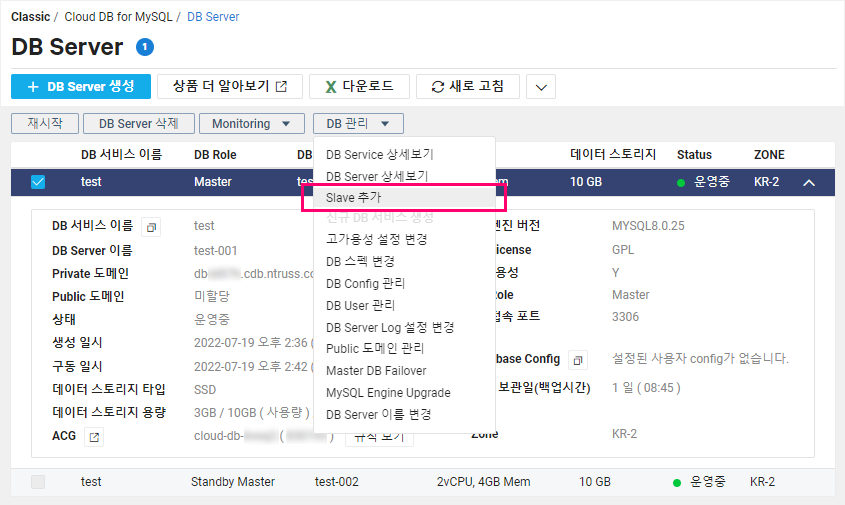 Classic / Cloud DB for MySQL / DB Server
DB Server 1
+ DB Server 생성 상품 더 알아보기 X 다운로드 새로 고침
재시작 DB Server 삭제 Monitoring DB 관리
DB 서비스 이름 DB Role DB 데이터 스토리지 Status ZONE
test Master 10 GB 운영중 KR-2
DB Service 상세보기
DB Server 상세보기
Slave 추가
신규 DB 서비스 생성
고가용성 설정 변경
DB 스펙 변경
DB Config 관리
DB User 관리
DB Server Log 설정 변경
Public 도메인 관리
Master DB Failover
MySQL Engine Upgrade
DB Server 이름 변경
DB 서비스 이름 test
DB Server 이름 test-001
Private 도메인 db .cdb.ntruss.co
Public 도메인 미할당
상태 운영중
생성 일시 2022-07-19 오후 2:36 (
구동 일시 2022-07-19 오후 2:42 (
데이터 스토리지 타입 SSD
데이터 스토리지 용량 3GB / 10GB ( 사용량 )
ACG cloud-db- ( ) 규칙 보기
엔진 버전 MYSQL8.0.25
License GPL
용성 Y
Role Master
접속 포트 3306
base Config 설정된 사용자 config가 없습니다.
보관일(백업시간) 1 일 ( 08:45 )
Zone KR-2
test Standby Master test-002 2vCPU, 4GB Mem 10 GB 운영중 KR-2